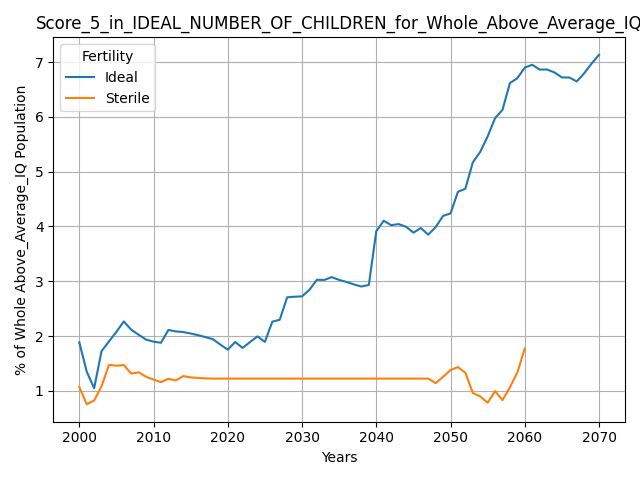 Score_5_in_IDEAL_NUMBER_OF_CHILDREN_for_Whole_Above_Average_IQ
Fertility
Ideal
Sterile
% of Whole Above_Average_IQ Population
7
6
5
4
3
2
1
2000 2010 2020 2030 2040 2050 2060 2070
Years